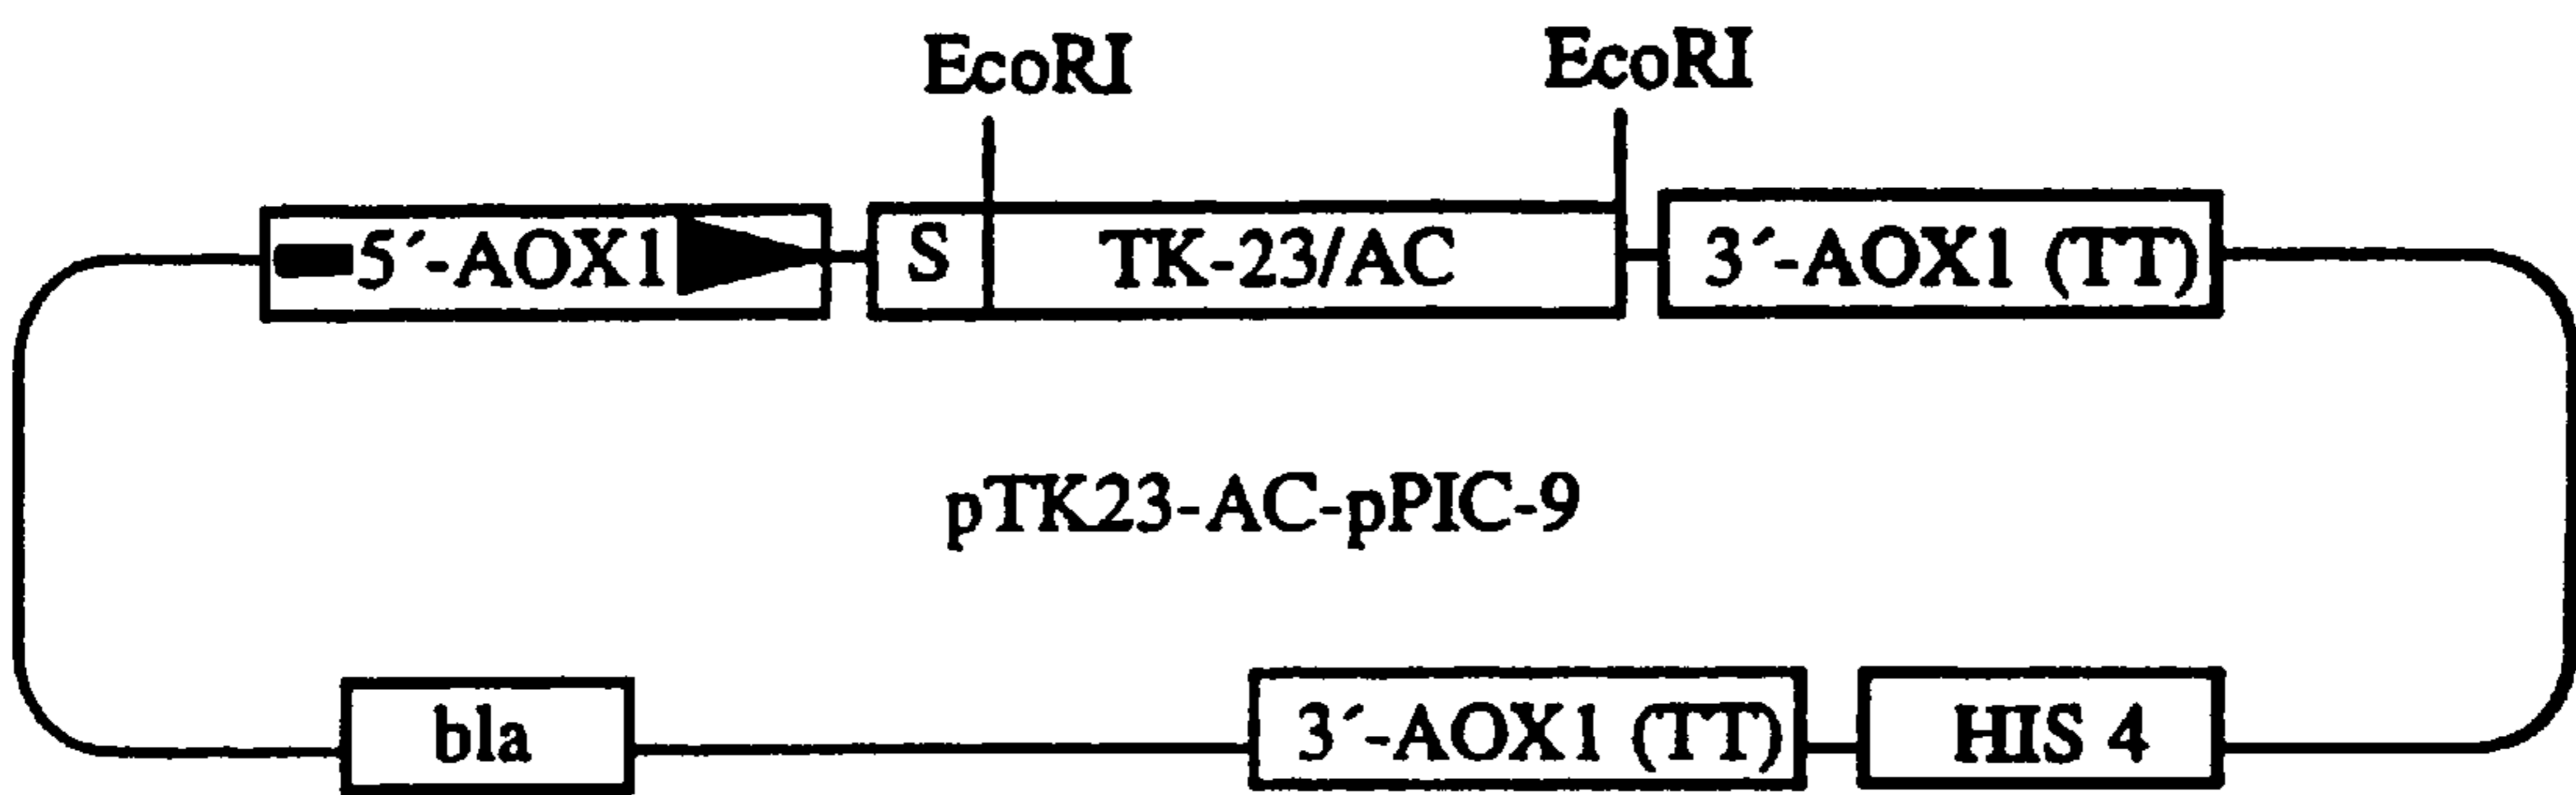 EcoRI EcoRI
5´-AOX1 S TK-23/AC 3´-AOX1 (TT)
pTK23-AC-pPIC-9
bla 3´-AOX1 (TT) HIS 4